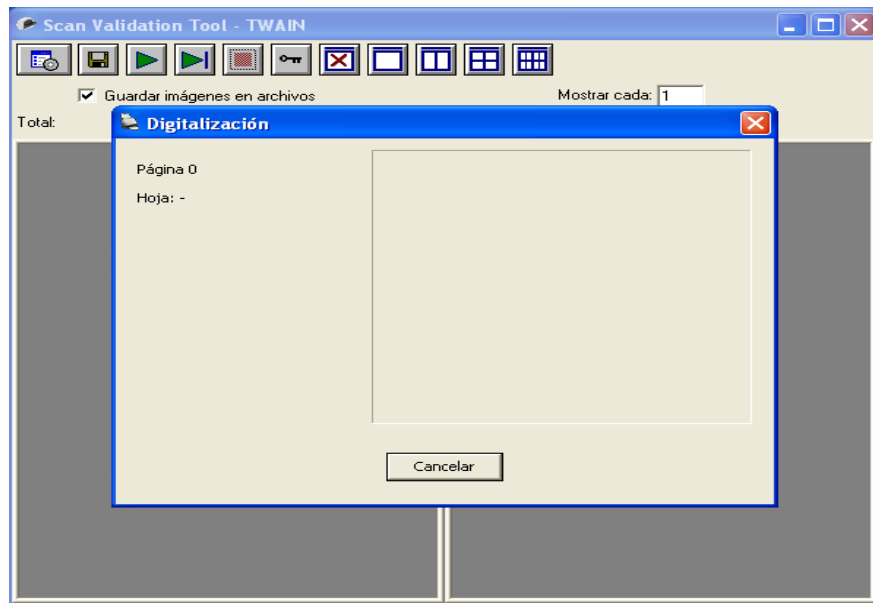 Scan Validation Tool - TWAIN
Guardar imágenes en archivos
Mostrar cada: 1
Total:
Digitalización
Página 0
Hoja: -
Cancelar